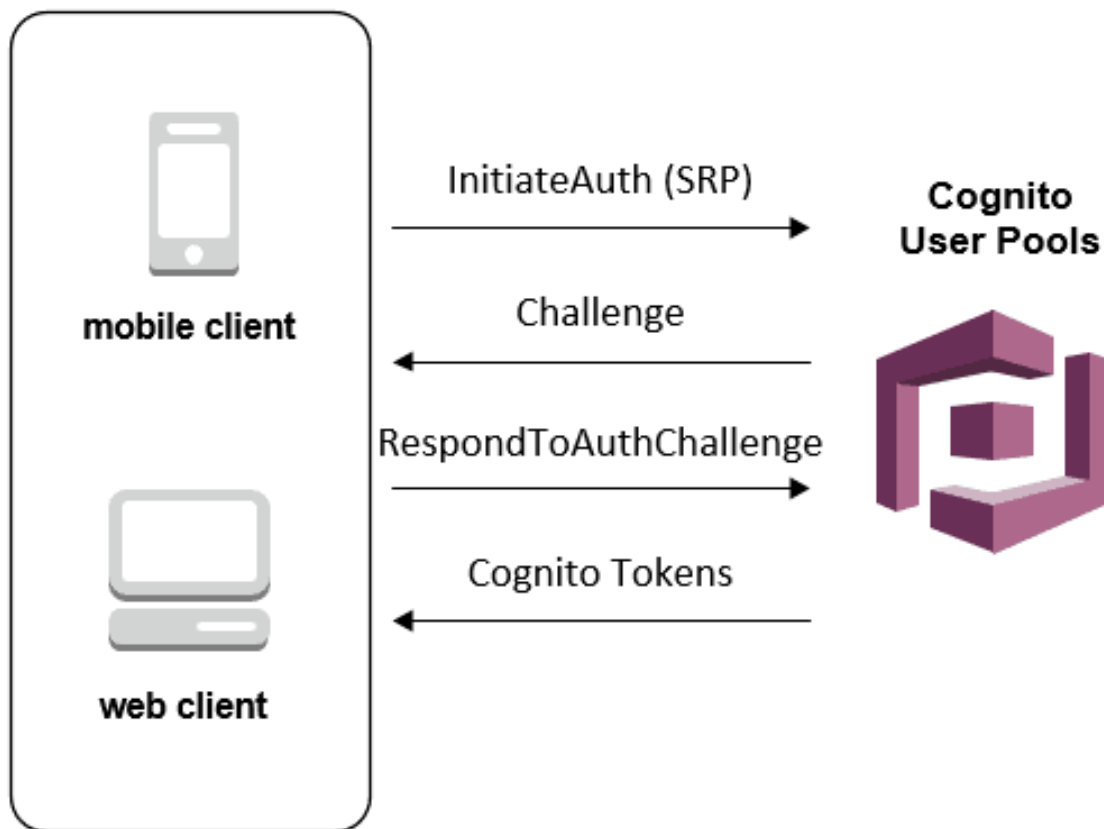 InitiateAuth (SRP)
Cognito
User Pools
mobile client
Challenge
RespondToAuthChallenge
Cognito Tokens
web client